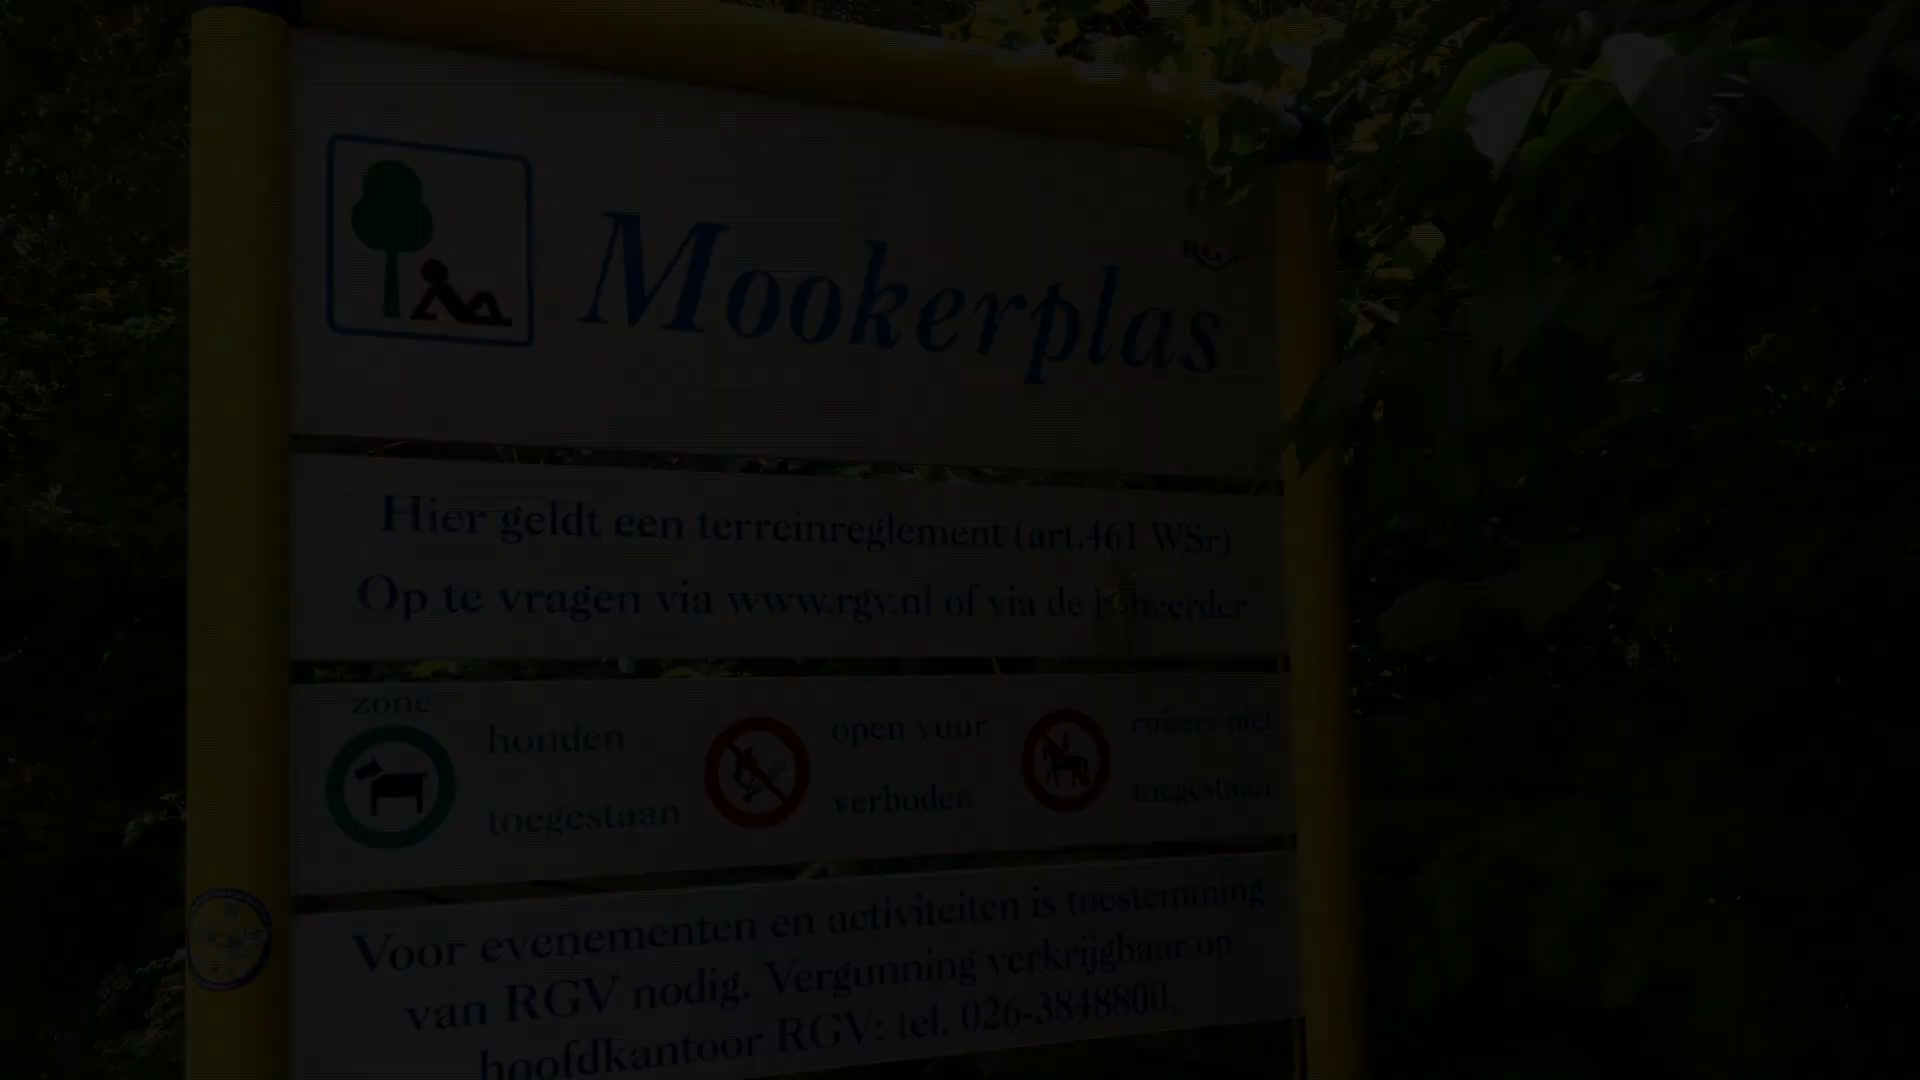 RGV
Mookerplas
Hier geldt een terreinreglement (art.461 WSr)
Op te vragen via www.rgv.nl of via de beheerder
zone
honden
toegestaan
open vuur
verboden
ruiters niet
toegestaan
Voor evenementen en activiteiten is toestemming
van RGV nodig. Vergunning verkrijgbaar op
hoofdkantoor RGV: tel. 026-3848800.